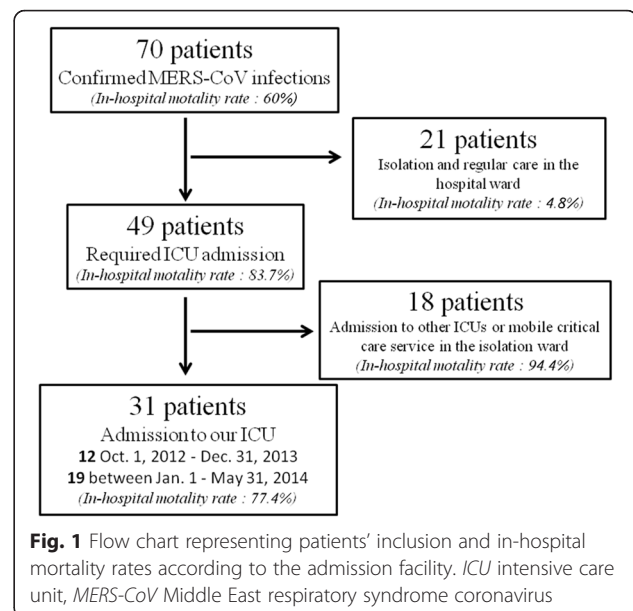 70 patients
Confirmed MERS-CoV infections
(In-hospital motality rate : 60%)
21 patients
Isolation and regular care in the
hospital ward
(In-hospital motality rate : 4.8%)
49 patients
Required ICU admission
(In-hospital motality rate : 83.7%)
18 patients
Admission to other ICUs or mobile critical
care service in the isolation ward
(In-hospital motality rate : 94.4%)
31 patients
Admission to our ICU
12 Oct. 1, 2012 - Dec. 31, 2013
19 between Jan. 1 - May 31, 2014
(In-hospital motality rate : 77.4%)
Fig. 1 Flow chart representing patients' inclusion and in-hospital
mortality rates according to the admission facility. ICU intensive care
unit, MERS-CoV Middle East respiratory syndrome coronavirus